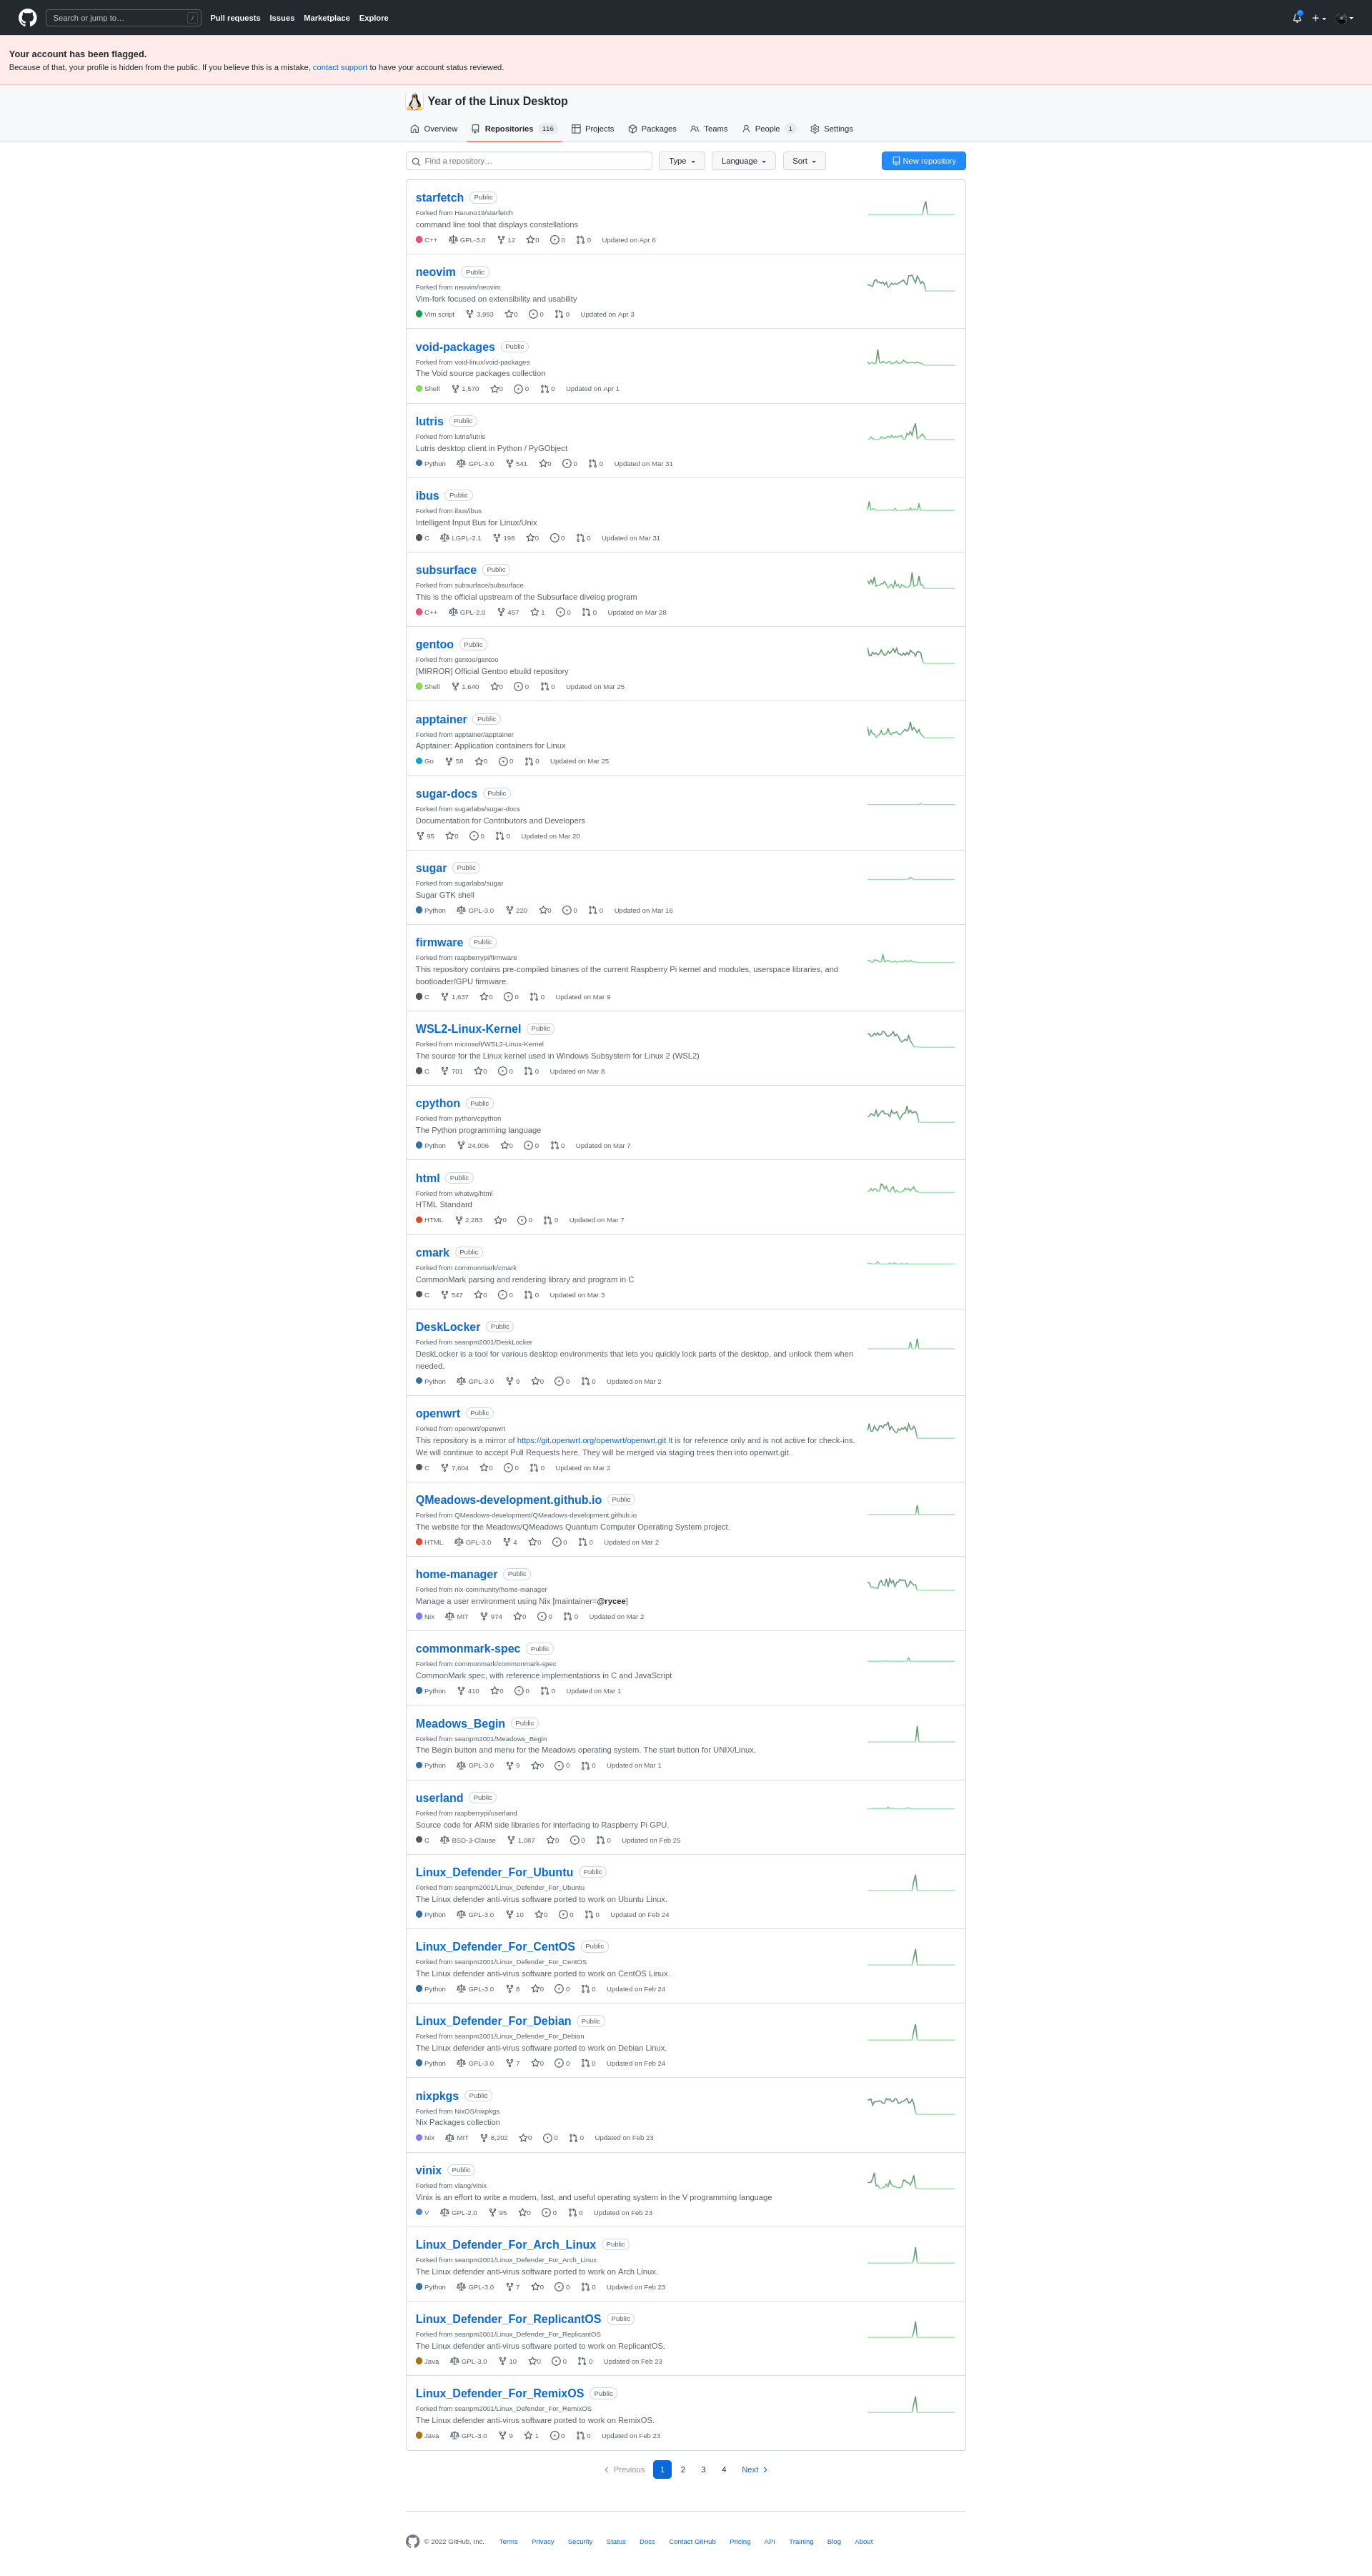 Search or jump to… /
Pull requests Issues Marketplace Explore
Your account has been flagged.
Because of that, your profile is hidden from the public. If you believe this is a mistake, contact support to have your account status reviewed.
Year of the Linux Desktop
Overview Repositories 116 Projects Packages Teams People 1 Settings
Find a repository… Type Language Sort New repository
starfetch Public
Forked from Haruno19/starfetch
command line tool that displays constellations
C++ GPL-3.0 12 0 0 0 Updated on Apr 6
neovim Public
Forked from neovim/neovim
Vim-fork focused on extensibility and usability
Vim script 3,993 0 0 0 Updated on Apr 3
void-packages Public
Forked from void-linux/void-packages
The Void source packages collection
Shell 1,570 0 0 0 Updated on Apr 1
lutris Public
Forked from lutris/lutris
Lutris desktop client in Python / PyGObject
Python GPL-3.0 541 0 0 0 Updated on Mar 31
ibus Public
Forked from ibus/ibus
Intelligent Input Bus for Linux/Unix
C LGPL-2.1 198 0 0 0 Updated on Mar 31
subsurface Public
Forked from subsurface/subsurface
This is the official upstream of the Subsurface divelog program
C++ GPL-2.0 457 1 0 0 Updated on Mar 28
gentoo Public
Forked from gentoo/gentoo
[MIRROR] Official Gentoo ebuild repository
Shell 1,640 0 0 0 Updated on Mar 25
apptainer Public
Forked from apptainer/apptainer
Apptainer: Application containers for Linux
Go 58 0 0 0 Updated on Mar 25
sugar-docs Public
Forked from sugarlabs/sugar-docs
Documentation for Contributors and Developers
95 0 0 0 Updated on Mar 20
sugar Public
Forked from sugarlabs/sugar
Sugar GTK shell
Python GPL-3.0 220 0 0 0 Updated on Mar 16
firmware Public
Forked from raspberrypi/firmware
This repository contains pre-compiled binaries of the current Raspberry Pi kernel and modules, userspace libraries, and
bootloader/GPU firmware.
C 1,637 0 0 0 Updated on Mar 9
WSL2-Linux-Kernel Public
Forked from microsoft/WSL2-Linux-Kernel
The source for the Linux kernel used in Windows Subsystem for Linux 2 (WSL2)
C 701 0 0 0 Updated on Mar 8
cpython Public
Forked from python/cpython
The Python programming language
Python 24,006 0 0 0 Updated on Mar 7
html Public
Forked from whatwg/html
HTML Standard
HTML 2,283 0 0 0 Updated on Mar 7
cmark Public
Forked from commonmark/cmark
CommonMark parsing and rendering library and program in C
C 547 0 0 0 Updated on Mar 3
DeskLocker Public
Forked from seanpm2001/DeskLocker
DeskLocker is a tool for various desktop environments that lets you quickly lock parts of the desktop, and unlock them when
needed.
Python GPL-3.0 9 0 0 0 Updated on Mar 2
openwrt Public
Forked from openwrt/openwrt
This repository is a mirror of https://git.openwrt.org/openwrt/openwrt.git It is for reference only and is not active for check-ins.
We will continue to accept Pull Requests here. They will be merged via staging trees then into openwrt.git.
C 7,604 0 0 0 Updated on Mar 2
QMeadows-development.github.io Public
Forked from QMeadows-development/QMeadows-development.github.io
The website for the Meadows/QMeadows Quantum Computer Operating System project.
HTML GPL-3.0 4 0 0 0 Updated on Mar 2
home-manager Public
Forked from nix-community/home-manager
Manage a user environment using Nix [maintainer=@rycee]
Nix MIT 974 0 0 0 Updated on Mar 2
commonmark-spec Public
Forked from commonmark/commonmark-spec
CommonMark spec, with reference implementations in C and JavaScript
Python 410 0 0 0 Updated on Mar 1
Meadows_Begin Public
Forked from seanpm2001/Meadows_Begin
The Begin button and menu for the Meadows operating system. The start button for UNIX/Linux.
Python GPL-3.0 9 0 0 0 Updated on Mar 1
userland Public
Forked from raspberrypi/userland
Source code for ARM side libraries for interfacing to Raspberry Pi GPU.
C BSD-3-Clause 1,087 0 0 0 Updated on Feb 25
Linux_Defender_For_Ubuntu Public
Forked from seanpm2001/Linux_Defender_For_Ubuntu
The Linux defender anti-virus software ported to work on Ubuntu Linux.
Python GPL-3.0 10 0 0 0 Updated on Feb 24
Linux_Defender_For_CentOS Public
Forked from seanpm2001/Linux_Defender_For_CentOS
The Linux defender anti-virus software ported to work on CentOS Linux.
Python GPL-3.0 8 0 0 0 Updated on Feb 24
Linux_Defender_For_Debian Public
Forked from seanpm2001/Linux_Defender_For_Debian
The Linux defender anti-virus software ported to work on Debian Linux.
Python GPL-3.0 7 0 0 0 Updated on Feb 24
nixpkgs Public
Forked from NixOS/nixpkgs
Nix Packages collection
Nix MIT 8,202 0 0 0 Updated on Feb 23
vinix Public
Forked from vlang/vinix
Vinix is an effort to write a modern, fast, and useful operating system in the V programming language
V GPL-2.0 95 0 0 0 Updated on Feb 23
Linux_Defender_For_Arch_Linux Public
Forked from seanpm2001/Linux_Defender_For_Arch_Linux
The Linux defender anti-virus software ported to work on Arch Linux.
Python GPL-3.0 7 0 0 0 Updated on Feb 23
Linux_Defender_For_ReplicantOS Public
Forked from seanpm2001/Linux_Defender_For_ReplicantOS
The Linux defender anti-virus software ported to work on ReplicantOS.
Java GPL-3.0 10 0 0 0 Updated on Feb 23
Linux_Defender_For_RemixOS Public
Forked from seanpm2001/Linux_Defender_For_RemixOS
The Linux defender anti-virus software ported to work on RemixOS.
Java GPL-3.0 9 1 0 0 Updated on Feb 23
Previous 1 2 3 4 Next
© 2022 GitHub, Inc. Terms Privacy Security Status Docs Contact GitHub Pricing API Training Blog About